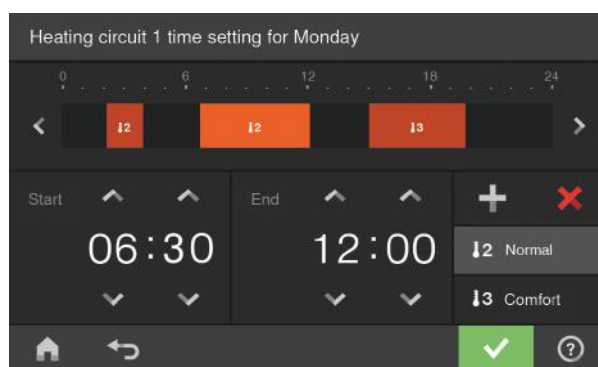 Heating circuit 1 time setting for Monday
0 6 12 18 24
2 2 3
Start 06:30 End 12:00
2 Normal
3 Comfort
?